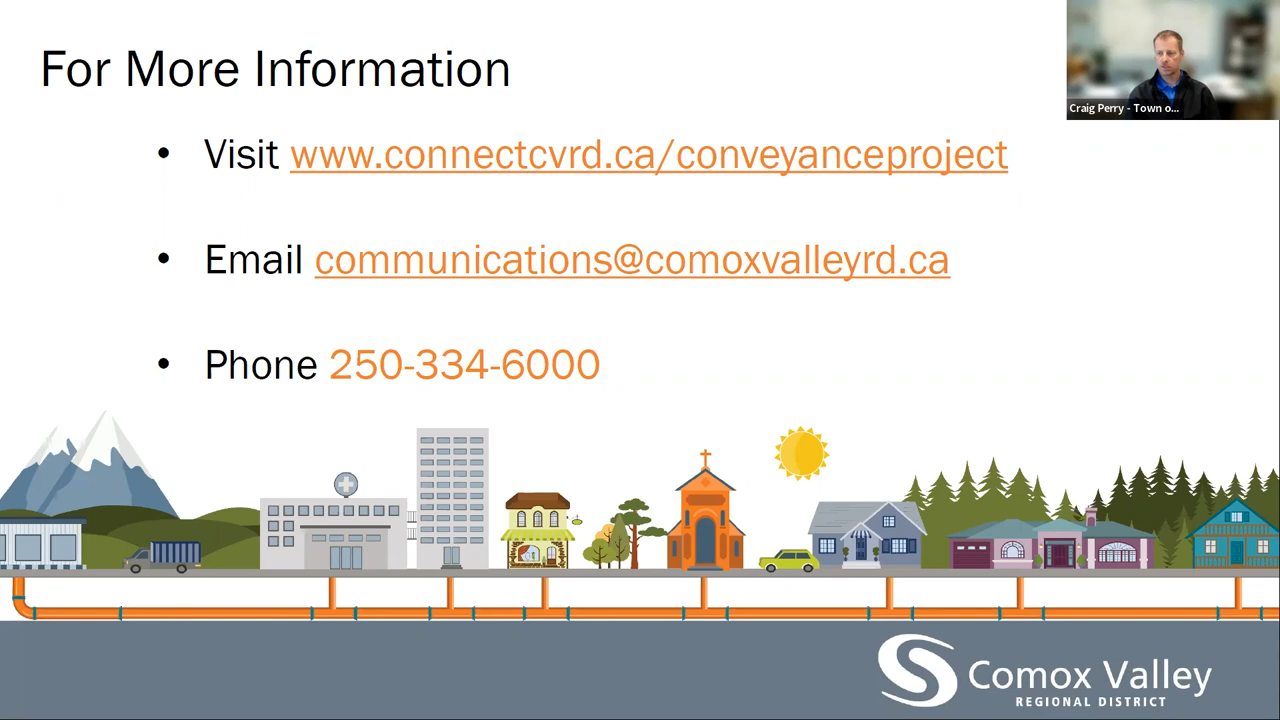 For More Information
Craig Perry - Town o...
• Visit www.connectcvrd.ca/conveyanceproject
• Email communications@comoxvalleyrd.ca
• Phone 250-334-6000
Comox Valley
REGIONAL DISTRICT